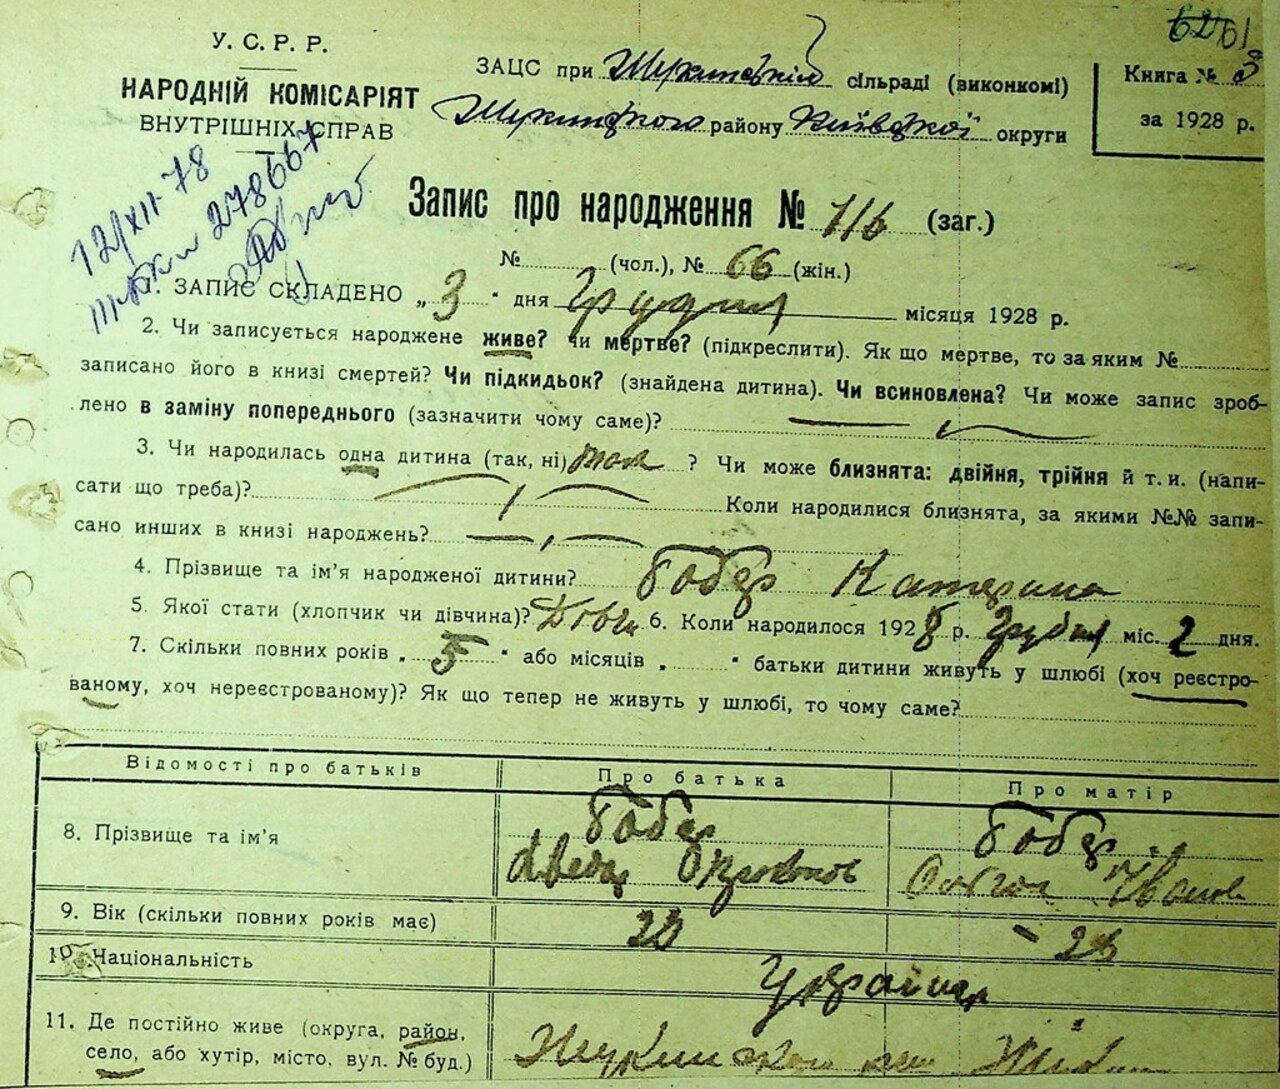 61
У. С. Р. Р.
НАРОДНІЙ КОМІСАРІЯТ
ВНУТРІШНІХ СПРАВ
ЗАЦС при сільраді (виконкомі)
району Київської округи
Книга № 3
за 1928 р.
12/XII-78
278667
Запис про народження № 116 (заг.)
№ (чол.), № 66 (жін.)
1. ЗАПИС СКЛАДЕНО „ 3 " дня Грудня місяця 1928 р.
2. Чи записується народжене живе? чи мертве? (підкреслити). Як що мертве, то за яким №
записано його в книзі смертей? Чи підкидьок? (знайдена дитина). Чи всиновлена? Чи може запис зроб-
лено в заміну попереднього (зазначити чому саме)?
3. Чи народилась одна дитина (так, ні) так ? Чи може близнята: двійня, трійня й т. и. (напи-
сати що треба)? Коли народилися близнята, за якими №№ запи-
сано инших в книзі народжень?
4. Прізвище та ім'я народженої дитини? Бобер Катерина
5. Якої стати (хлопчик чи дівчина)? Дівч 6. Коли народилося 1928 р. Грудня міс. 2 дня.
7. Скільки повних років „ 5 " або місяців „ " батьки дитини живуть у шлюбі (хоч реєстро-
ваному, хоч нереєстрованому)? Як що тепер не живуть у шлюбі, то чому саме?
Відомості про батьків Про батька Про матір
8. Прізвище та ім'я Бобер Бобер
9. Вік (скільки повних років має)
10. Національність Україн
11. Де постійно живе (округа, район,
село, або хутір, місто, вул. № буд.)